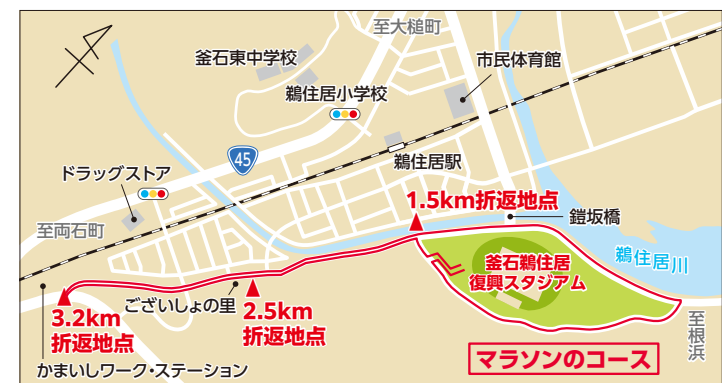 至大槌町
釜石東中学校
市民体育館
鵜住居小学校
45
鵜住居駅
ドラッグストア
1.5km折返地点
鎧坂橋
至両石町
鵜住居川
釜石鵜住居
復興スタジアム
ございしょの里
2.5km
折返地点
3.2km
折返地点
至根浜
マラソンのコース
かまいしワーク・ステーション